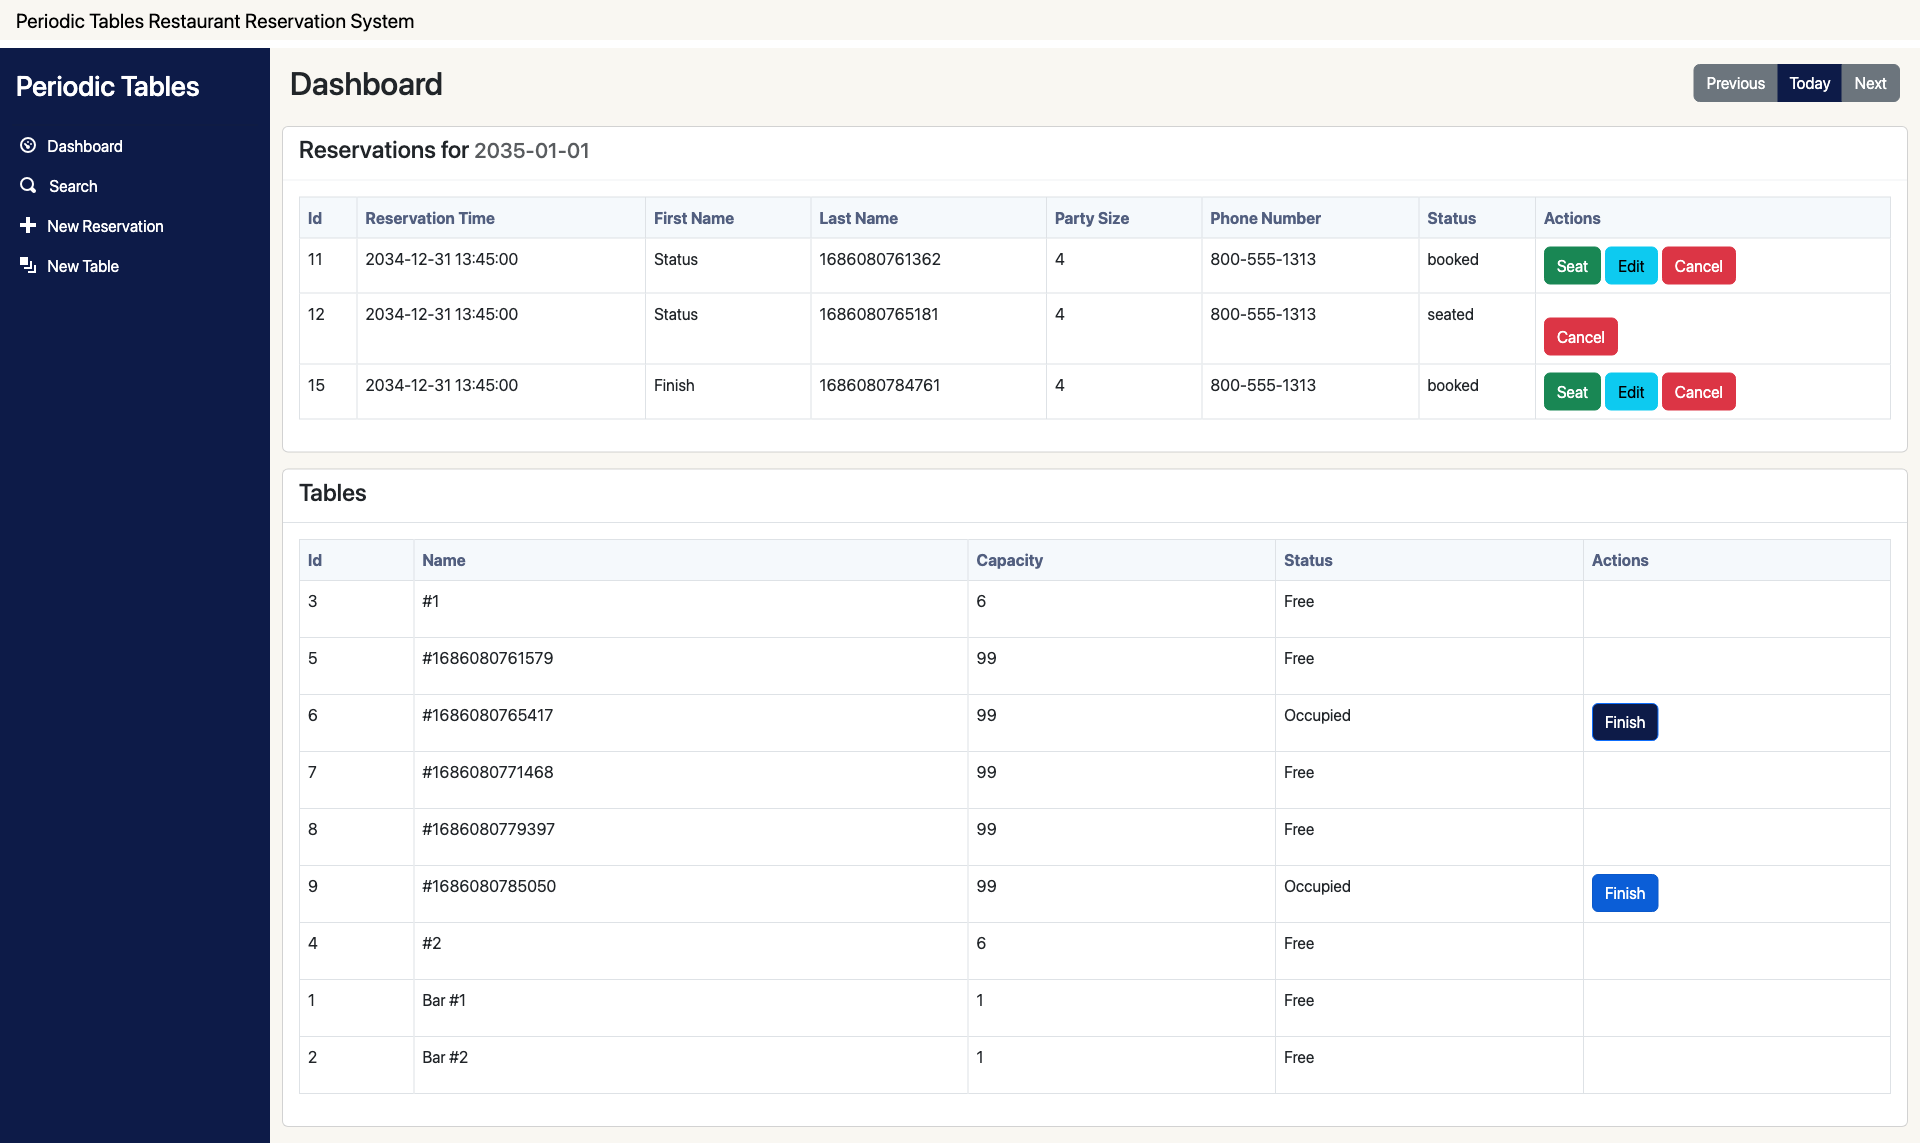 Periodic Tables Restaurant Reservation System
Periodic Tables
Dashboard
Search
New Reservation
New Table
Dashboard
Previous Today Next
Reservations for 2035-01-01
Id Reservation Time First Name Last Name Party Size Phone Number Status Actions
11 2034-12-31 13:45:00 Status 1686080761362 4 800-555-1313 booked Seat Edit Cancel
12 2034-12-31 13:45:00 Status 1686080765181 4 800-555-1313 seated Cancel
15 2034-12-31 13:45:00 Finish 1686080784761 4 800-555-1313 booked Seat Edit Cancel
Tables
Id Name Capacity Status Actions
3 #1 6 Free
5 #1686080761579 99 Free
6 #1686080765417 99 Occupied Finish
7 #1686080771468 99 Free
8 #1686080779397 99 Free
9 #1686080785050 99 Occupied Finish
4 #2 6 Free
1 Bar #1 1 Free
2 Bar #2 1 Free